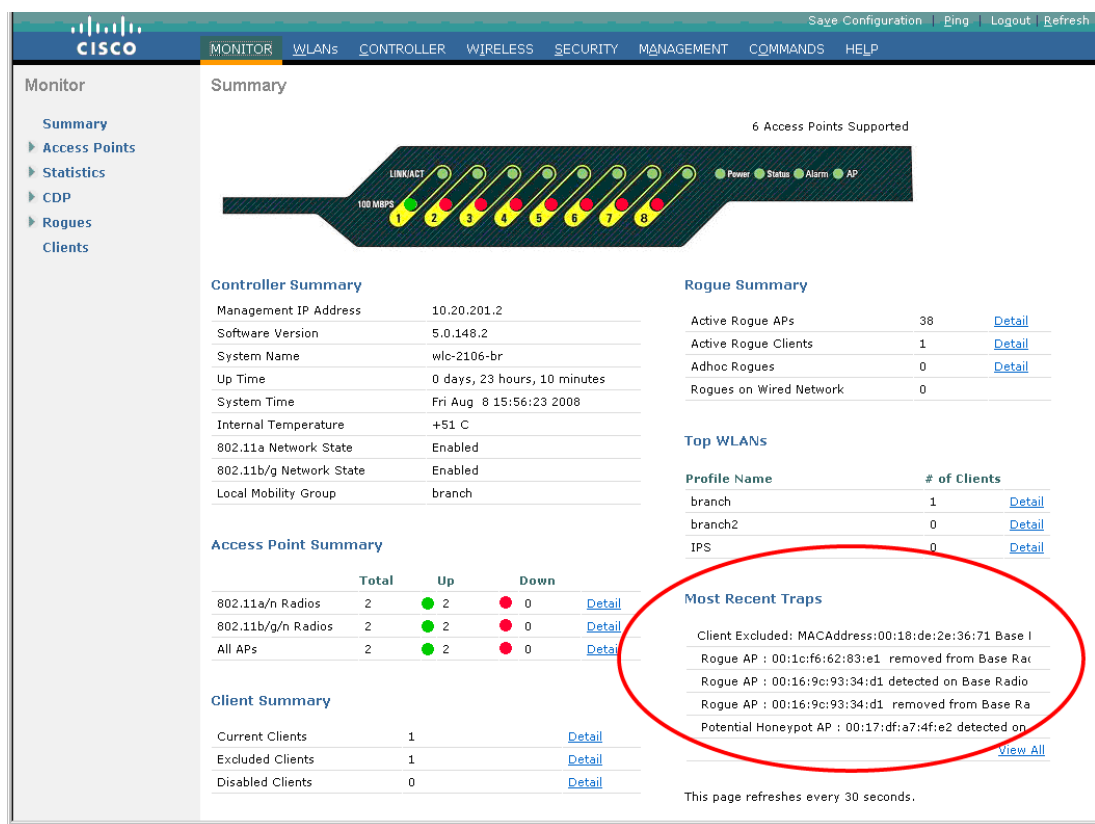 Save Configuration | Ping | Logout | Refresh
CISCO
MONITOR WLANs CONTROLLER WIRELESS SECURITY MANAGEMENT COMMANDS HELP
Monitor
Summary
Access Points
Statistics
CDP
Rogues
Clients
Summary
6 Access Points Supported
LINK/ACT
100 MBPS
1 2 3 4 5 6 7 8
Power Status Alarm AP
Controller Summary
Management IP Address 10.20.201.2
Software Version 5.0.148.2
System Name wlc-2106-br
Up Time 0 days, 23 hours, 10 minutes
System Time Fri Aug 8 15:56:23 2008
Internal Temperature +51 C
802.11a Network State Enabled
802.11b/g Network State Enabled
Local Mobility Group branch
Access Point Summary
Total Up Down
802.11a/n Radios 2 2 0 Detail
802.11b/g/n Radios 2 2 0 Detail
All APs 2 2 0 Detail
Client Summary
Current Clients 1 Detail
Excluded Clients 1 Detail
Disabled Clients 0 Detail
Rogue Summary
Active Rogue APs 38 Detail
Active Rogue Clients 1 Detail
Adhoc Rogues 0 Detail
Rogues on Wired Network 0
Top WLANs
Profile Name # of Clients
branch 1 Detail
branch2 0 Detail
IPS 0 Detail
Most Recent Traps
Client Excluded: MACAddress:00:18:de:2e:36:71 Base
Rogue AP : 00:1c:f6:62:83:e1 removed from Base Rac
Rogue AP : 00:16:9c:93:34:d1 detected on Base Radio
Rogue AP : 00:16:9c:93:34:d1 removed from Base Ra
Potential Honeypot AP : 00:17:df:a7:4f:e2 detected on
View All
This page refreshes every 30 seconds.